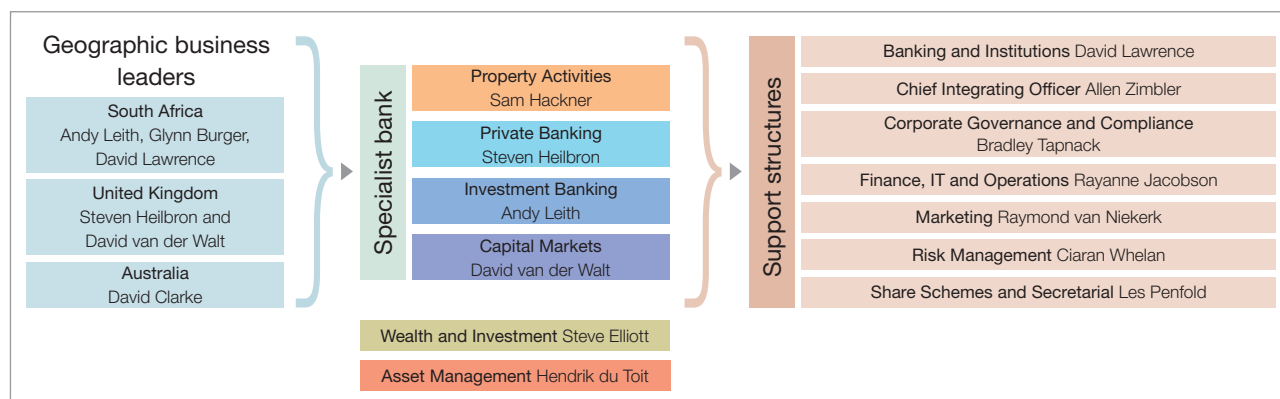 Geographic business
leaders
South Africa
Andy Leith, Glynn Burger,
David Lawrence
United Kingdom
Steven Heilbron and
David van der Walt
Australia
David Clarke
Specialist bank
Property Activities
Sam Hackner
Private Banking
Steven Heilbron
Investment Banking
Andy Leith
Capital Markets
David van der Walt
Wealth and Investment Steve Elliott
Asset Management Hendrik du Toit
Support structures
Banking and Institutions David Lawrence
Chief Integrating Officer Allen Zimbler
Corporate Governance and Compliance
Bradley Tapnack
Finance, IT and Operations Rayanne Jacobson
Marketing Raymond van Niekerk
Risk Management Ciaran Whelan
Share Schemes and Secretarial Les Penfold